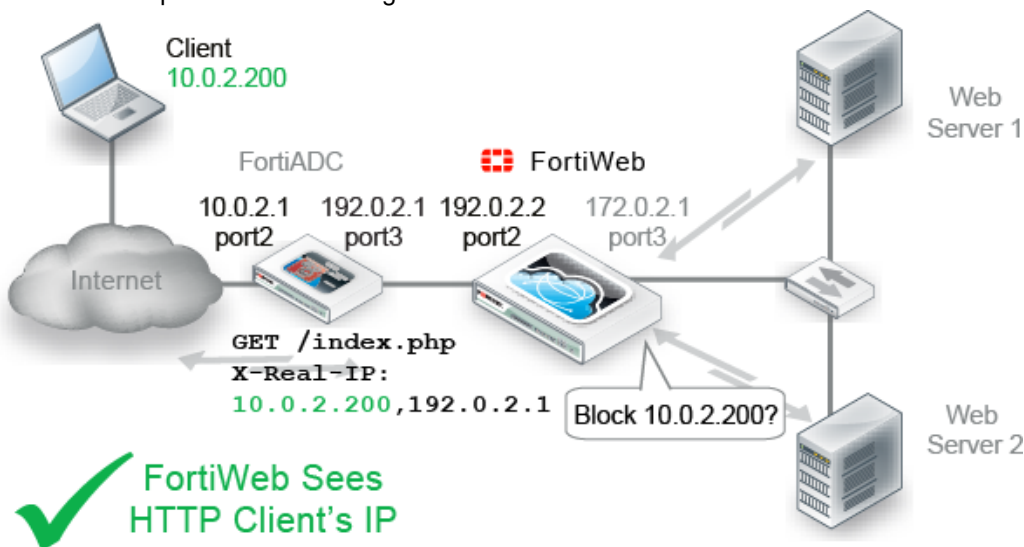 Client
10.0.2.200
Web
Server 1
FortiADC
FortiWeb
10.0.2.1 192.0.2.1 192.0.2.2 172.0.2.1
port2 port3 port2 port3
Internet
GET /index.php
X-Real-IP:
10.0.2.200,192.0.2.1
Block 10.0.2.200?
Web
Server 2
FortiWeb Sees
HTTP Client's IP